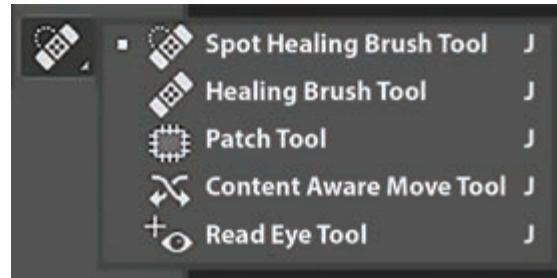 Spot Healing Brush Tool J
Healing Brush Tool J
Patch Tool J
Content Aware Move Tool J
Read Eye Tool J